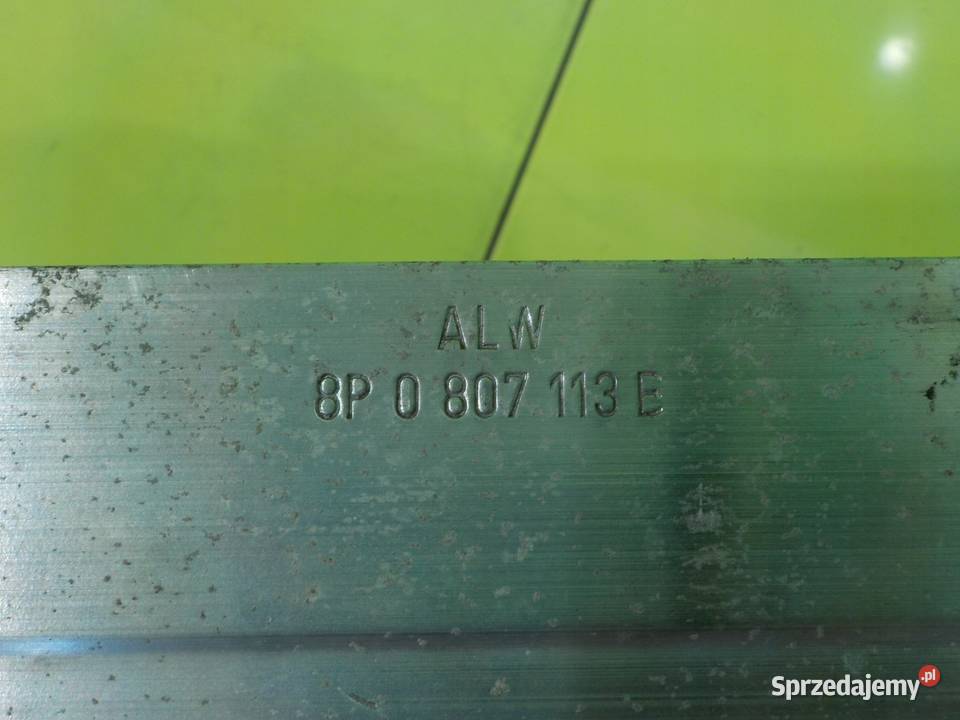 ALW
8P 0 807 113 E
Sprzedajemy.pl